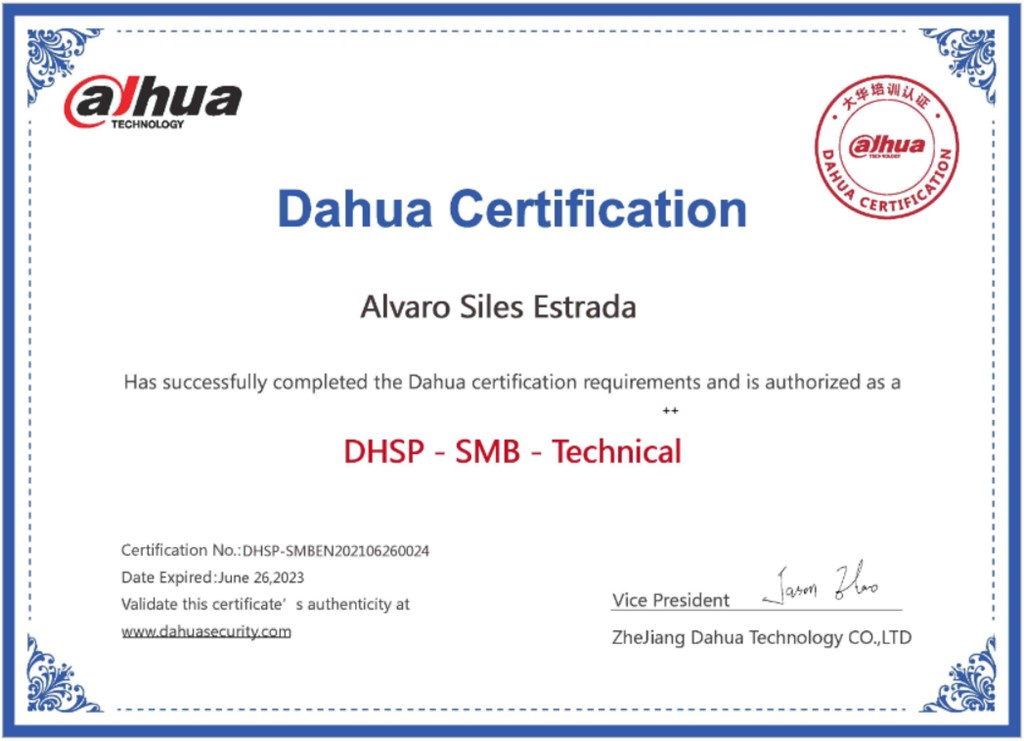 alhua
TECHNOLOGY
大华培训认证
alhua
TECHNOLOGY
DAHUA CERTIFICATION
Dahua Certification
Alvaro Siles Estrada
Has successfully completed the Dahua certification requirements and is authorized as a
++
DHSP - SMB - Technical
Certification No.:DHSP-SMBEN202106260024
Date Expired:June 26,2023
Validate this certificate’ s authenticity at
www.dahuasecurity.com
Jason Zhao
Vice President
ZheJiang Dahua Technology CO.,LTD